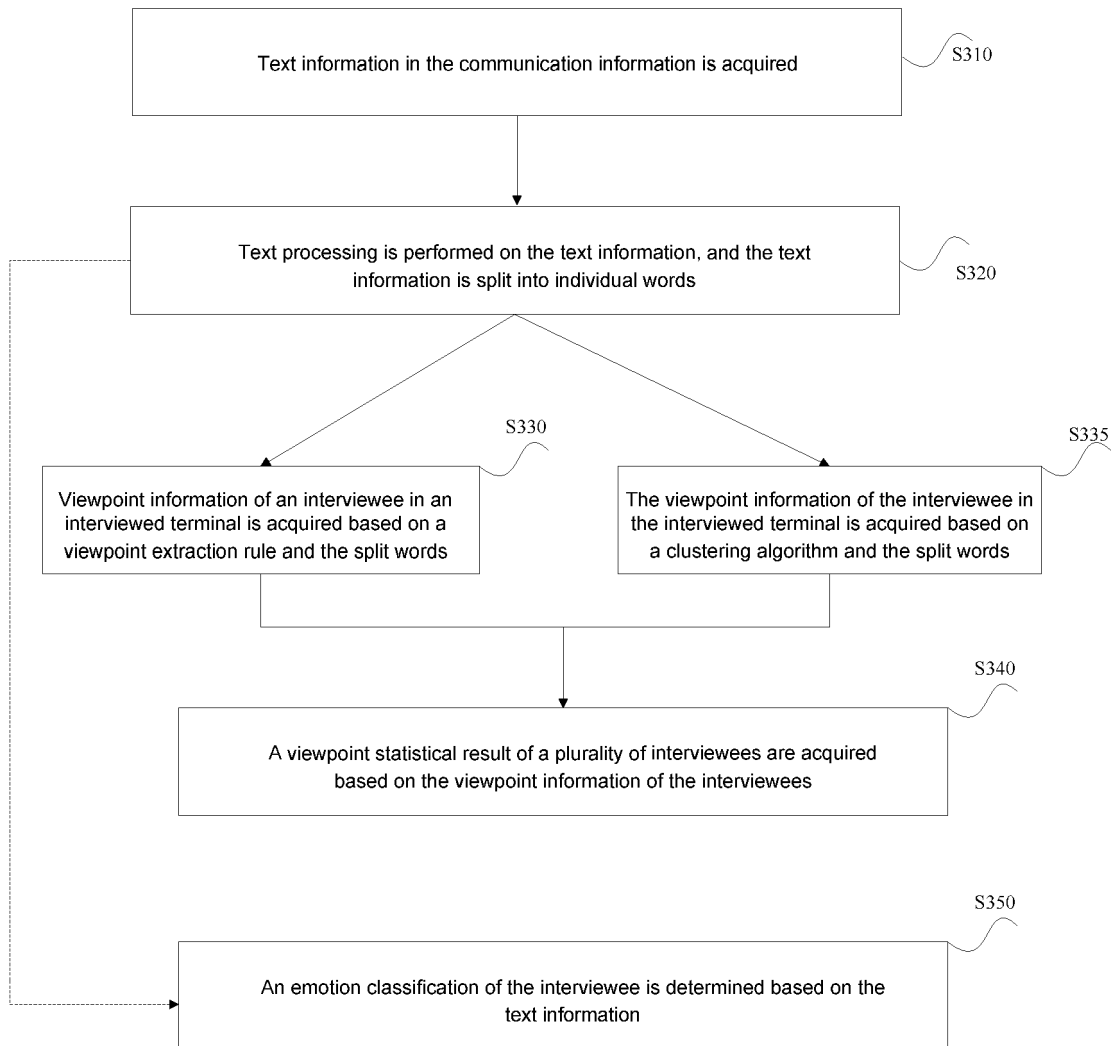 Text information in the communication information is acquired
S310
Text processing is performed on the text information, and the text
information is split into individual words
S320
S330
Viewpoint information of an interviewee in an
interviewed terminal is acquired based on a
viewpoint extraction rule and the split words
S335
The viewpoint information of the interviewee in
the interviewed terminal is acquired based on
a clustering algorithm and the split words
S340
A viewpoint statistical result of a plurality of interviewees are acquired
based on the viewpoint information of the interviewees
S350
An emotion classification of the interviewee is determined based on the
text information